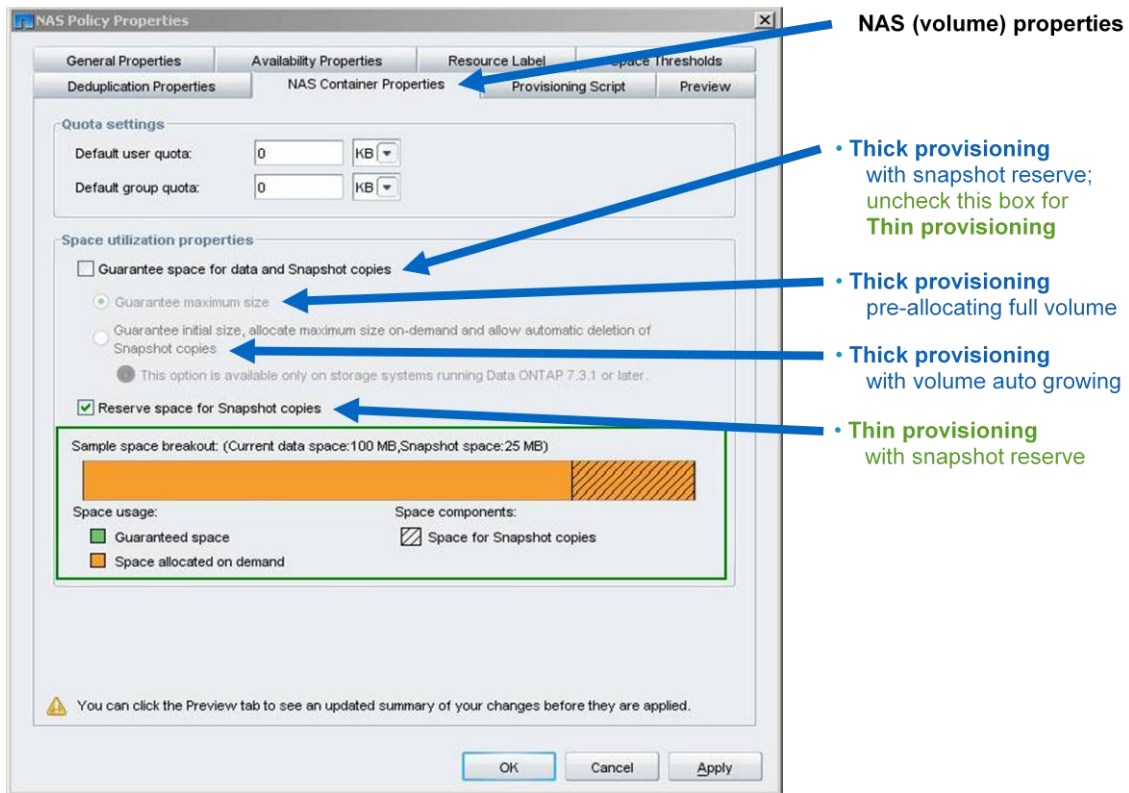 NAS Policy Properties
NAS (volume) properties
General Properties
Availability Properties
Resource Label
Space Thresholds
Deduplication Properties
NAS Container Properties
Provisioning Script
Preview
Quota settings
Default user quota:
0
KB
Default group quota:
0
KB
• Thick provisioning
with snapshot reserve;
uncheck this box for
Thin provisioning
Space utilization properties
Guarantee space for data and Snapshot copies
Guarantee maximum size
• Thick provisioning
pre-allocating full volume
Guarantee initial size, allocate maximum size on-demand and allow automatic deletion of
Snapshot copies
This option is available only on storage systems running Data ONTAP 7.3.1 or later.
• Thick provisioning
with volume auto growing
Reserve space for Snapshot copies
• Thin provisioning
with snapshot reserve
Sample space breakout: (Current data space:100 MB,Snapshot space:25 MB)
Space usage:
Space components:
Guaranteed space
Space for Snapshot copies
Space allocated on demand
You can click the Preview tab to see an updated summary of your changes before they are applied.
OK
Cancel
Apply